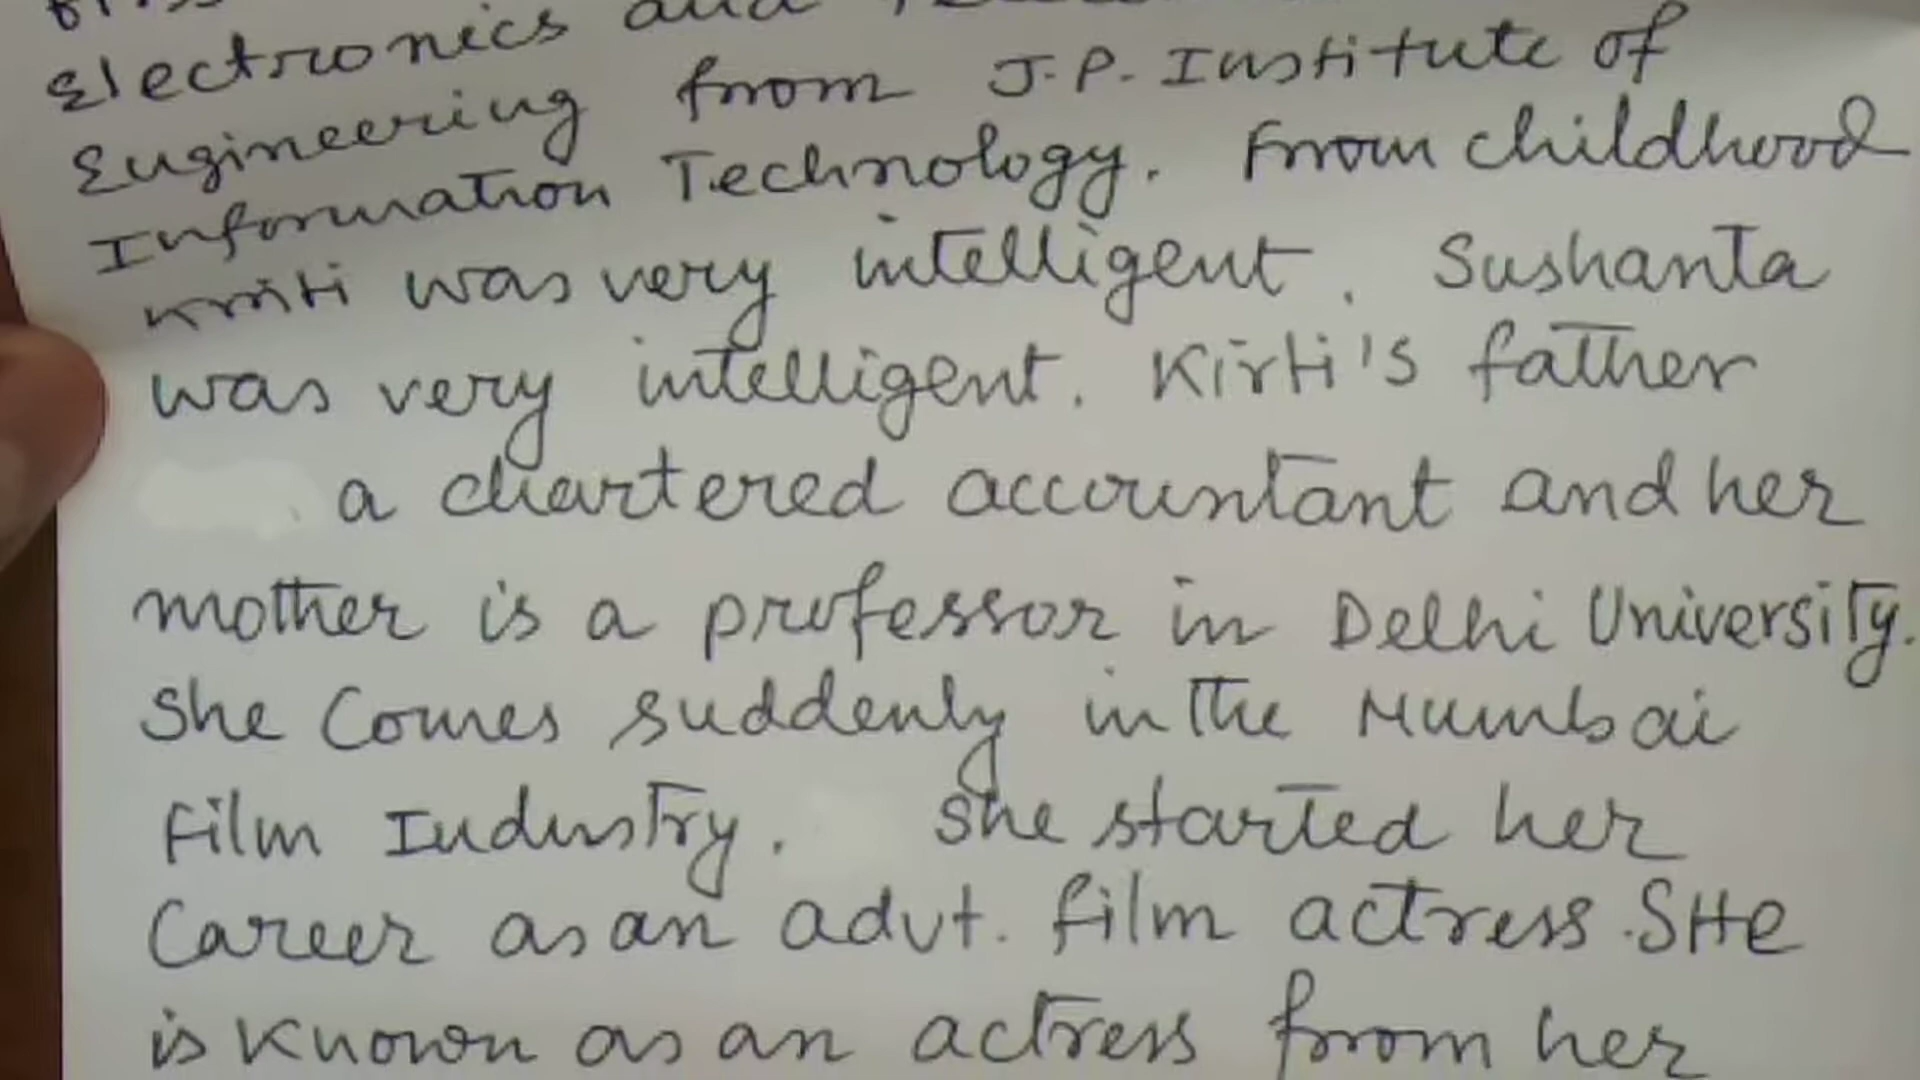 Electronics and
Engineering from J.P. Institute of
Information Technology. From childhood
Kriti was very intelligent. Sushanta
was very intelligent. Kirti's father
a chartered accountant and her
mother is a professor in Delhi University.
She Comes suddenly in the Mumbai
Film Industry. She started her
Career as an advt. film actress. SHe
is known as an actress from her